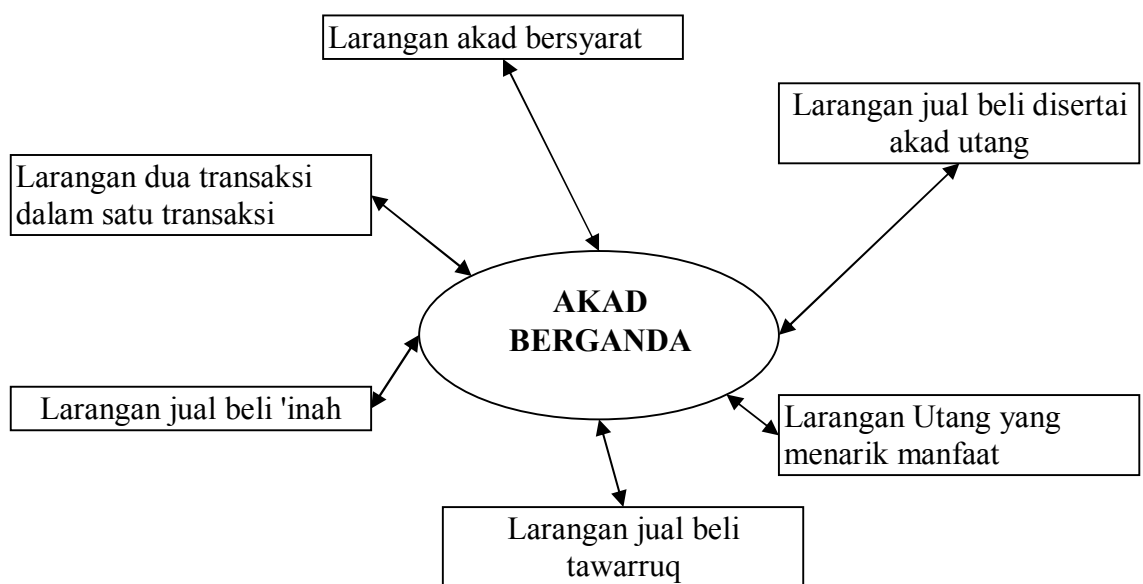 Larangan akad bersyarat
Larangan jual beli disertai
akad utang
Larangan dua transaksi
dalam satu transaksi
AKAD
BERGANDA
Larangan jual beli 'inah
Larangan Utang yang
menarik manfaat
Larangan jual beli
tawarruq